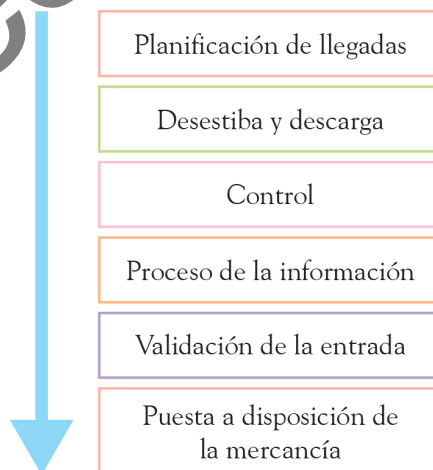 Planificación de llegadas
Desestiba y descarga
Control
Proceso de la información
Validación de la entrada
Puesta a disposición de
la mercancía